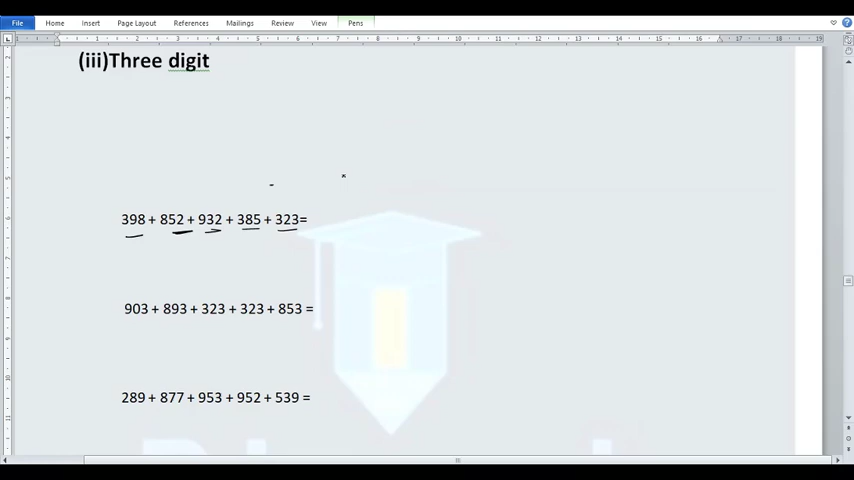 File Home Insert Page Layout References Mailings Review View Pens
(iii)Three digit
398 + 852 + 932 + 385 + 323=
903 + 893 + 323 + 323 + 853 =
289 + 877 + 953 + 952 + 539 =